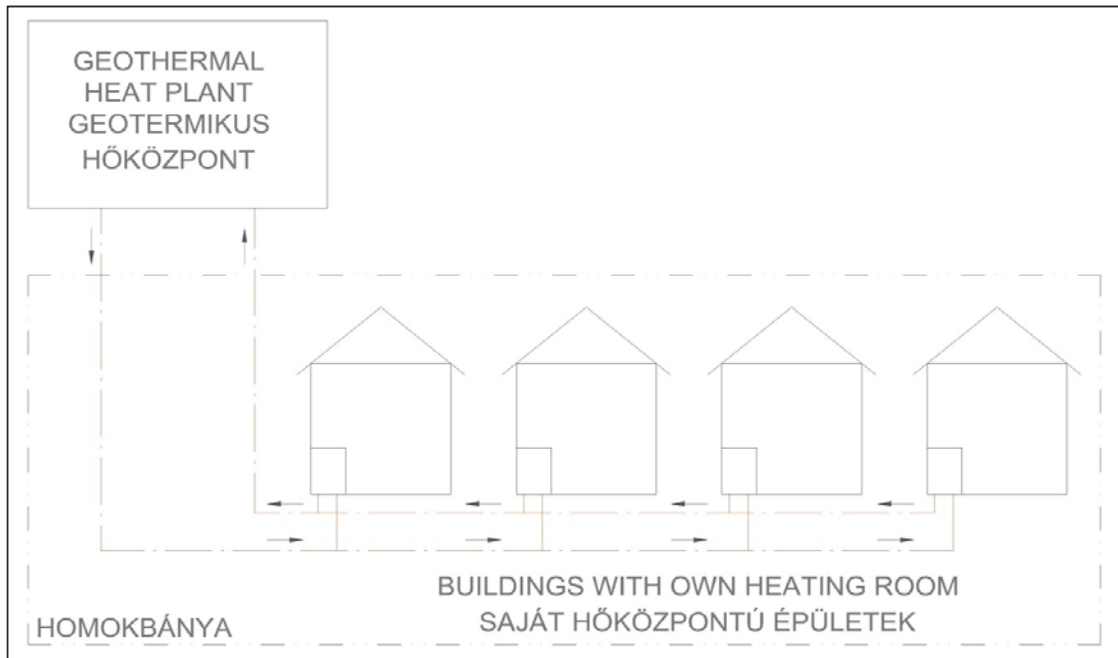 GEOTHERMAL
HEAT PLANT
GEOTERMIKUS
HŐKÖZPONT
BUILDINGS WITH OWN HEATING ROOM
SAJÁT HŐKÖZPONTÚ ÉPÜLETEK
HOMOKBÁNYA